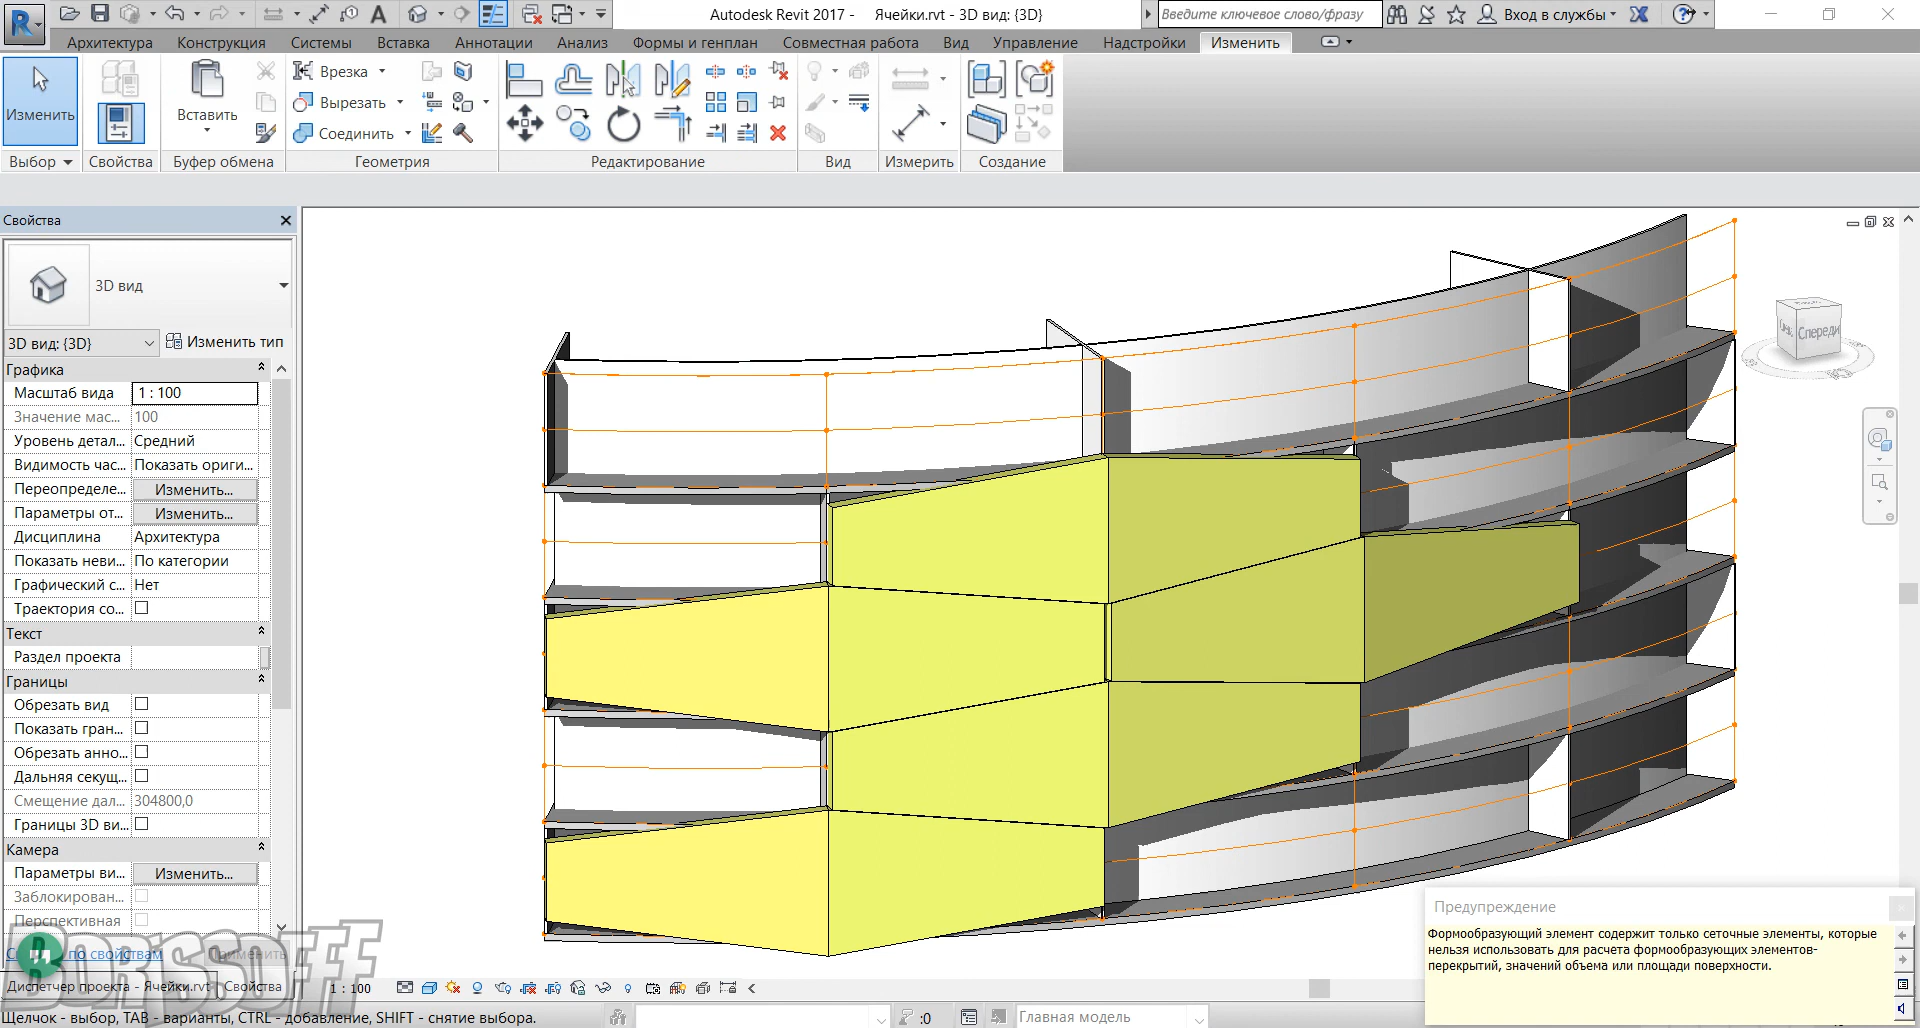 Autodesk Revit 2017 - Ячейки.rvt - 3D вид: {3D}
Введите ключевое слово/фразу
Вход в службы
Архитектура Конструкция Системы Вставка Аннотации Анализ Формы и генплан Совместная работа Вид Управление Надстройки Изменить
Изменить
Вставить
Врезка
Вырезать
Соединить
Выбор Свойства Буфер обмена Геометрия Редактирование Вид Измерить Создание
Свойства
3D вид
3D вид: {3D} Изменить тип
Графика
Масштаб вида 1 : 100
Значение мас... 100
Уровень детал... Средний
Видимость час... Показать ориги...
Переопределе... Изменить...
Параметры от... Изменить...
Дисциплина Архитектура
Показать неви... По категории
Графический с... Нет
Траектория со...
Текст
Раздел проекта
Границы
Обрезать вид
Показать гран...
Обрезать анно...
Дальняя секущ...
Смещение дал... 304800,0
Границы 3D ви...
Камера
Параметры ви... Изменить...
Заблокирован...
Перспективная
по свойствам Применить
BORISSOFFF
Диспетчер проекта - Ячейки.rvt Свойства
1 : 100
Щелчок - выбор, TAB - варианты, CTRL - добавление, SHIFT - снятие выбора.
:0
Главная модель
Спереди
Предупреждение
Формообразующий элемент содержит только сеточные элементы, которые
нельзя использовать для расчета формообразующих элементов-
перекрытий, значений объема или площади поверхности.